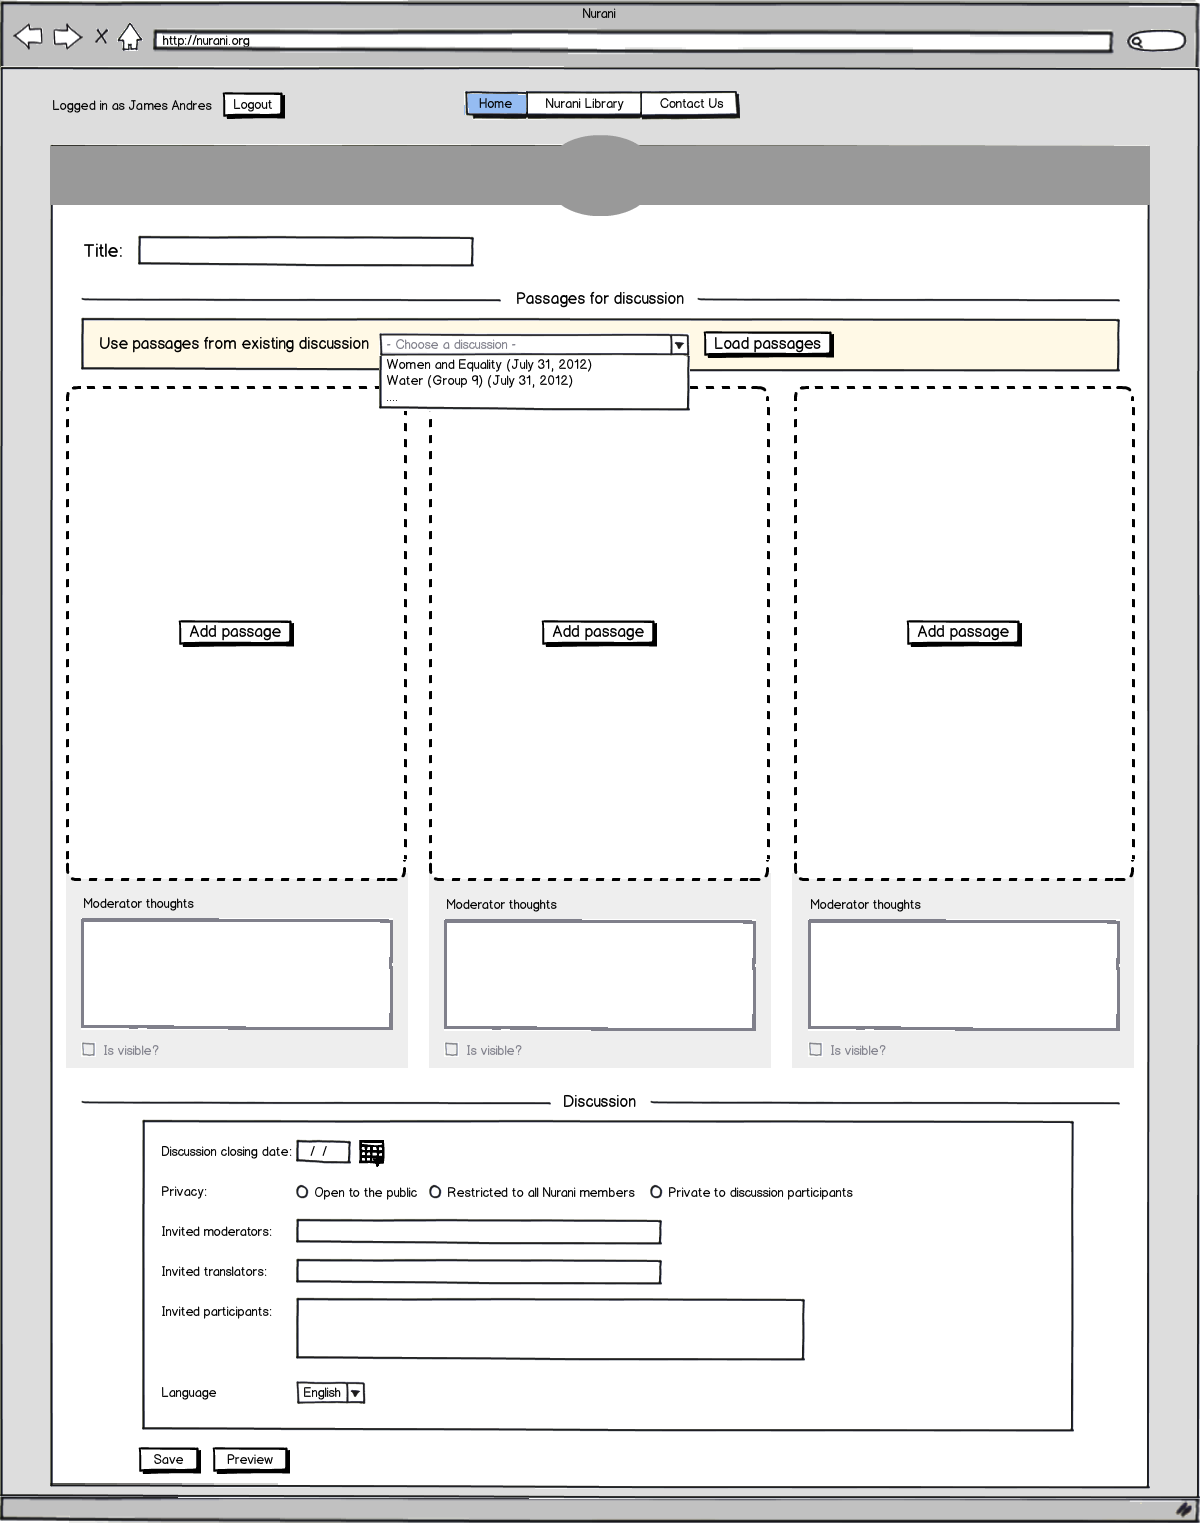 Nurani
http://nurani.org
Logged in as James Andres Logout Home Nurani Library Contact Us
Title:
Passages for discussion
Use passages from existing discussion - Choose a discussion - Load passages
Women and Equality (July 31, 2012)
Water (Group 9) (July 31, 2012)
....
Add passage Add passage Add passage
Moderator thoughts Moderator thoughts Moderator thoughts
Is visible? Is visible? Is visible?
Discussion
Discussion closing date: / /
Privacy: Open to the public Restricted to all Nurani members Private to discussion participants
Invited moderators:
Invited translators:
Invited participants:
Language English
Save Preview